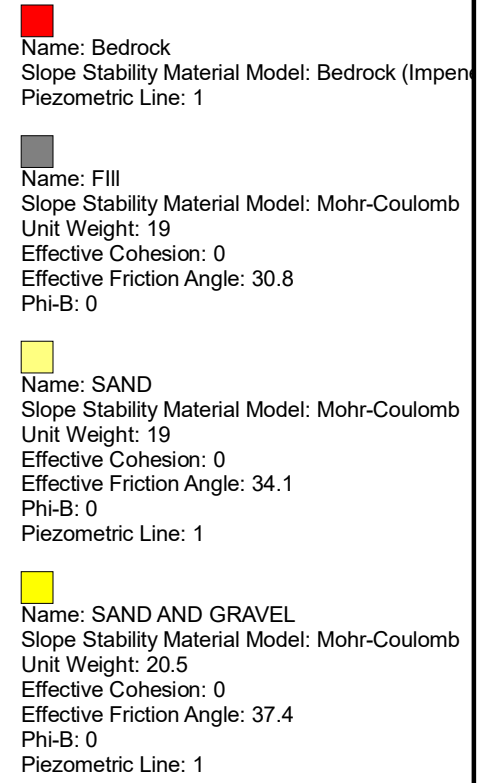 Name: Bedrock
Slope Stability Material Model: Bedrock
Piezometric Line: 1
Name: FIll
Slope Stability Material Model: Mohr-Coulomb
Unit Weight: 19
Effective Cohesion: 0
Effective Friction Angle: 30.8
Phi-B: 0
Name: SAND
Slope Stability Material Model: Mohr-Coulomb
Unit Weight: 19
Effective Cohesion: 0
Effective Friction Angle: 34.1
Phi-B: 0
Piezometric Line: 1
Name: SAND AND GRAVEL
Slope Stability Material Model: Mohr-Coulomb
Unit Weight: 20.5
Effective Cohesion: 0
Effective Friction Angle: 37.4
Phi-B: 0
Piezometric Line: 1